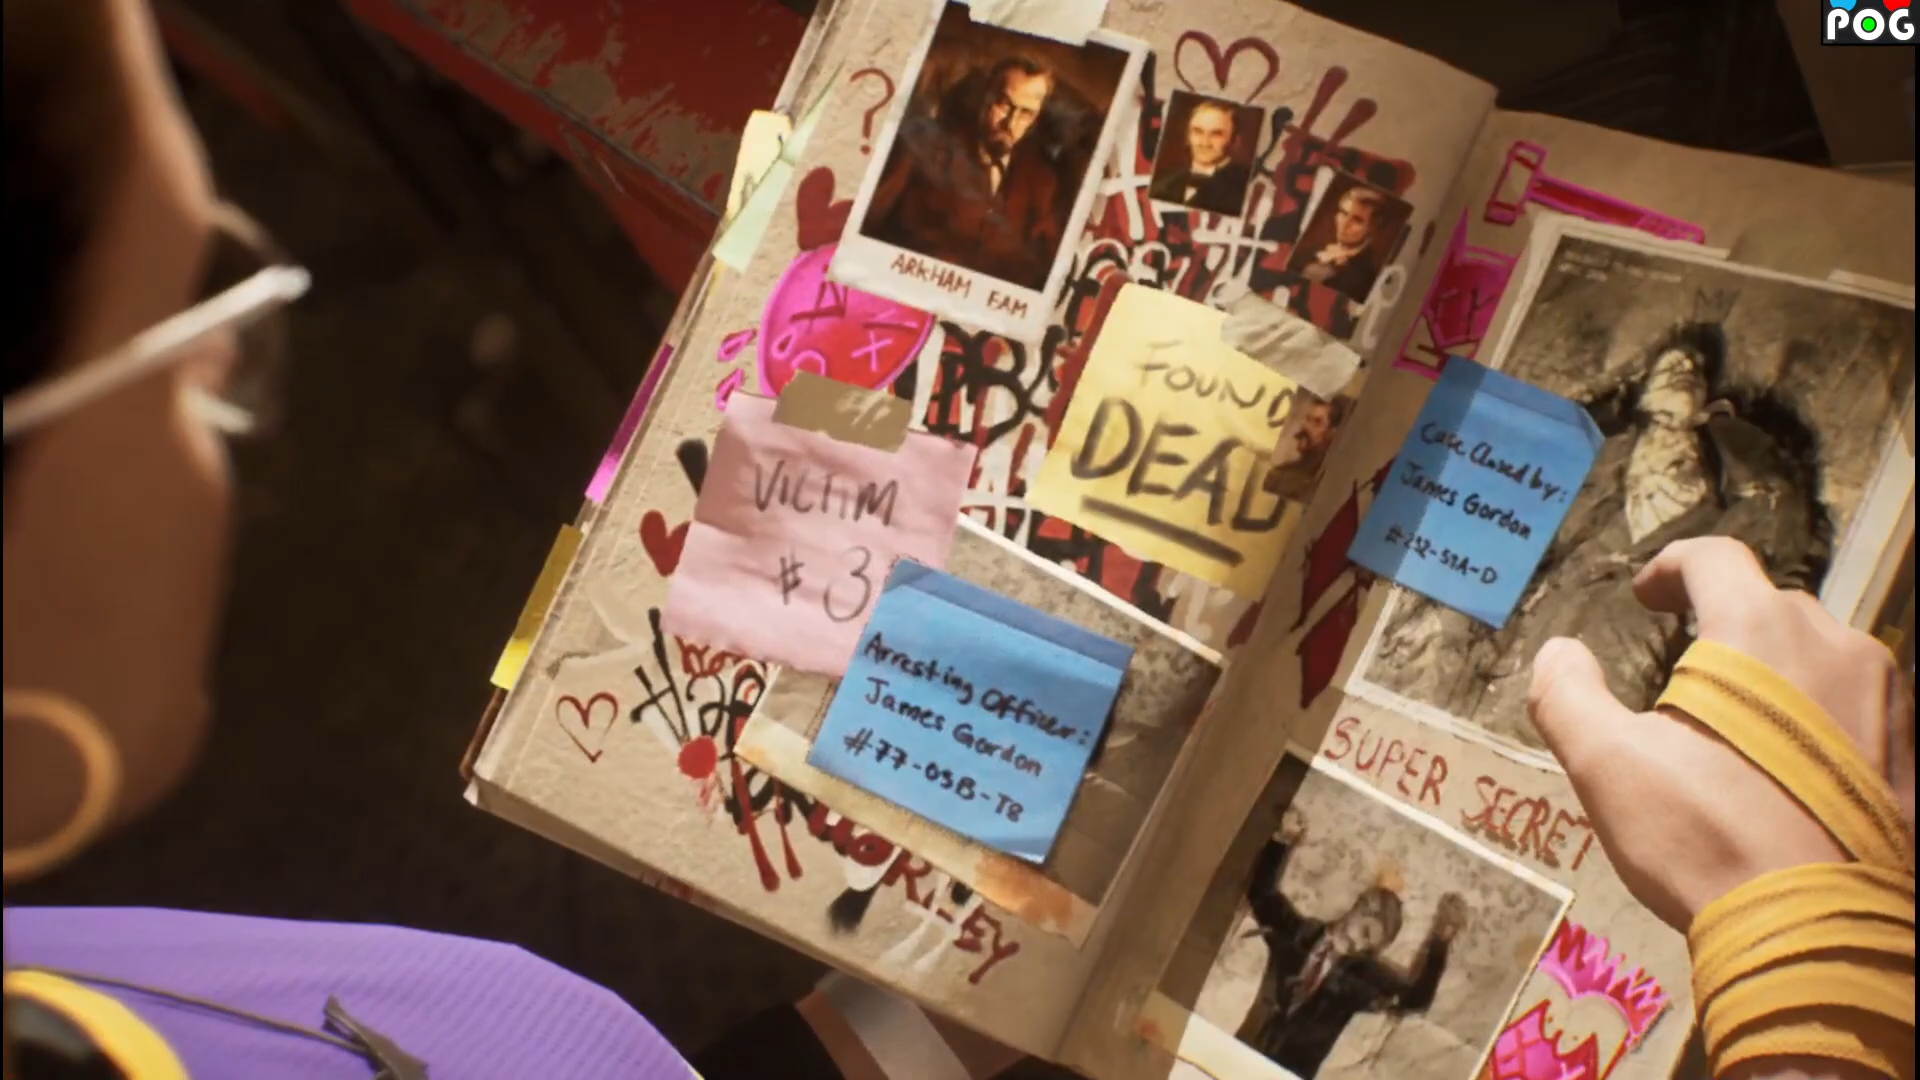 POG
ARKHAM FAM
FOUND
DEAD
VICTIM
# 3
Case Closed by:
James Gordon
#232-51A-D
Arresting Officer:
James Gordon
#77-05B-T8
SUPER SECRET